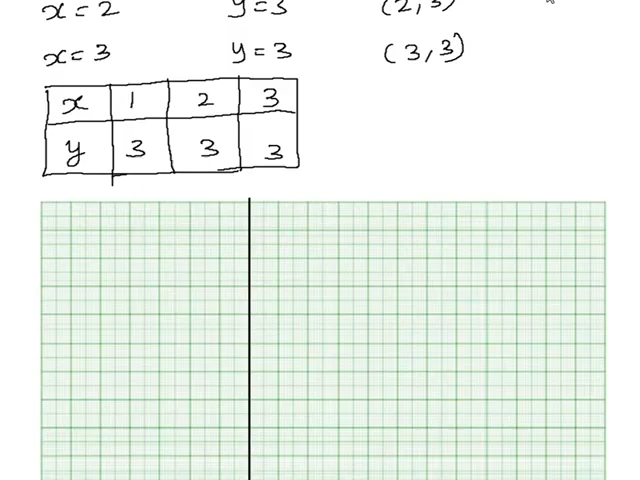 x = 2 y = 3 (2, 3)
x = 3 y = 3 (3, 3)
x 1 2 3
y 3 3 3